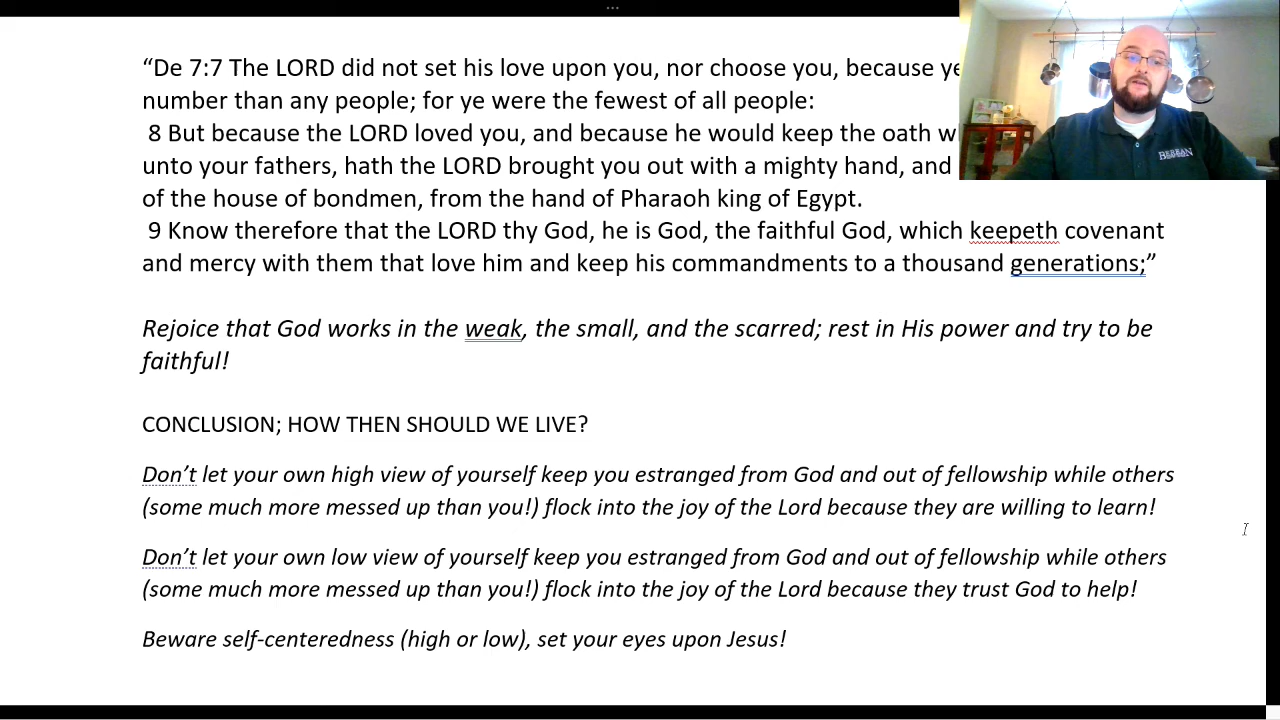 “De 7:7 The LORD did not set his love upon you, nor choose you, because ye
number than any people; for ye were the fewest of all people:
8 But because the LORD loved you, and because he would keep the oath w
unto your fathers, hath the LORD brought you out with a mighty hand, and
of the house of bondmen, from the hand of Pharaoh king of Egypt.
9 Know therefore that the LORD thy God, he is God, the faithful God, which keepeth covenant
and mercy with them that love him and keep his commandments to a thousand generations;”
Rejoice that God works in the weak, the small, and the scarred; rest in His power and try to be
faithful!
CONCLUSION; HOW THEN SHOULD WE LIVE?
Don’t let your own high view of yourself keep you estranged from God and out of fellowship while others
(some much more messed up than you!) flock into the joy of the Lord because they are willing to learn!
Don’t let your own low view of yourself keep you estranged from God and out of fellowship while others
(some much more messed up than you!) flock into the joy of the Lord because they trust God to help!
Beware self-centeredness (high or low), set your eyes upon Jesus!